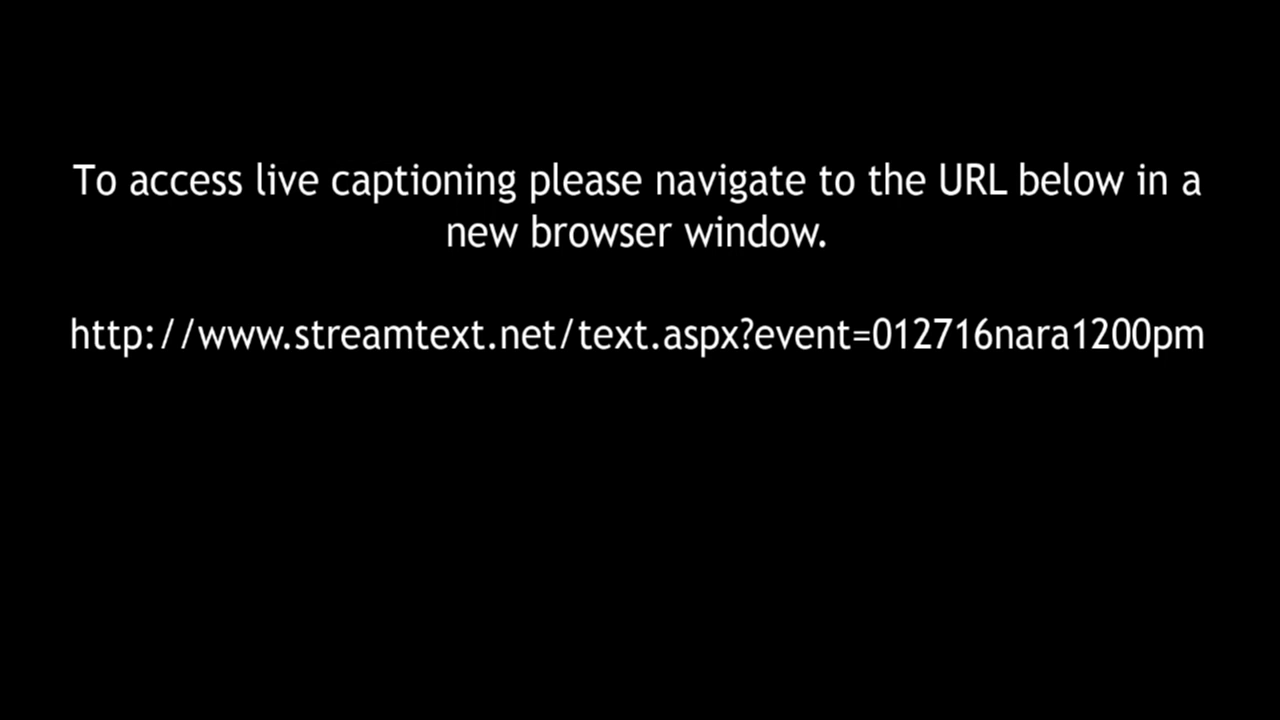 To access live captioning please navigate to the URL below in a
new browser window.
http://www.streamtext.net/text.aspx?event=012716nara1200pm